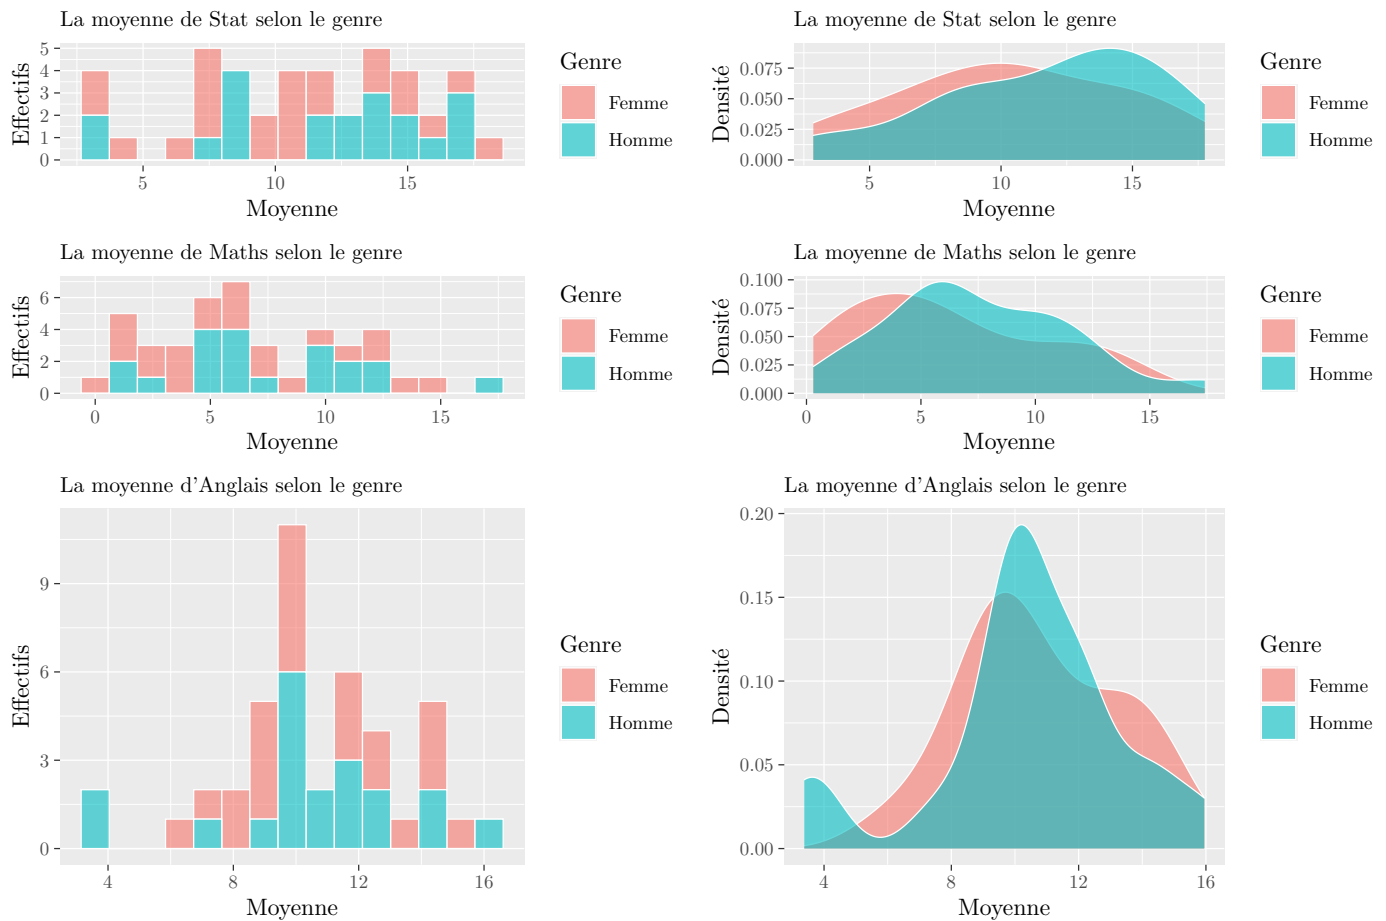 La moyenne de Stat selon le genre
Effectifs
5
4
3
2
1
0
5
10
15
Moyenne
Genre
Femme
Homme
La moyenne de Stat selon le genre
Densité
0.075
0.050
0.025
0.000
5
10
15
Moyenne
Genre
Femme
Homme
La moyenne de Maths selon le genre
Effectifs
6
4
2
0
0
5
10
15
Moyenne
Genre
Femme
Homme
La moyenne de Maths selon le genre
Densité
0.100
0.075
0.050
0.025
0.000
0
5
10
15
Moyenne
Genre
Femme
Homme
La moyenne d'Anglais selon le genre
Effectifs
9
6
3
0
4
8
12
16
Moyenne
Genre
Femme
Homme
La moyenne d'Anglais selon le genre
Densité
0.20
0.15
0.10
0.05
0.00
4
8
12
16
Moyenne
Genre
Femme
Homme